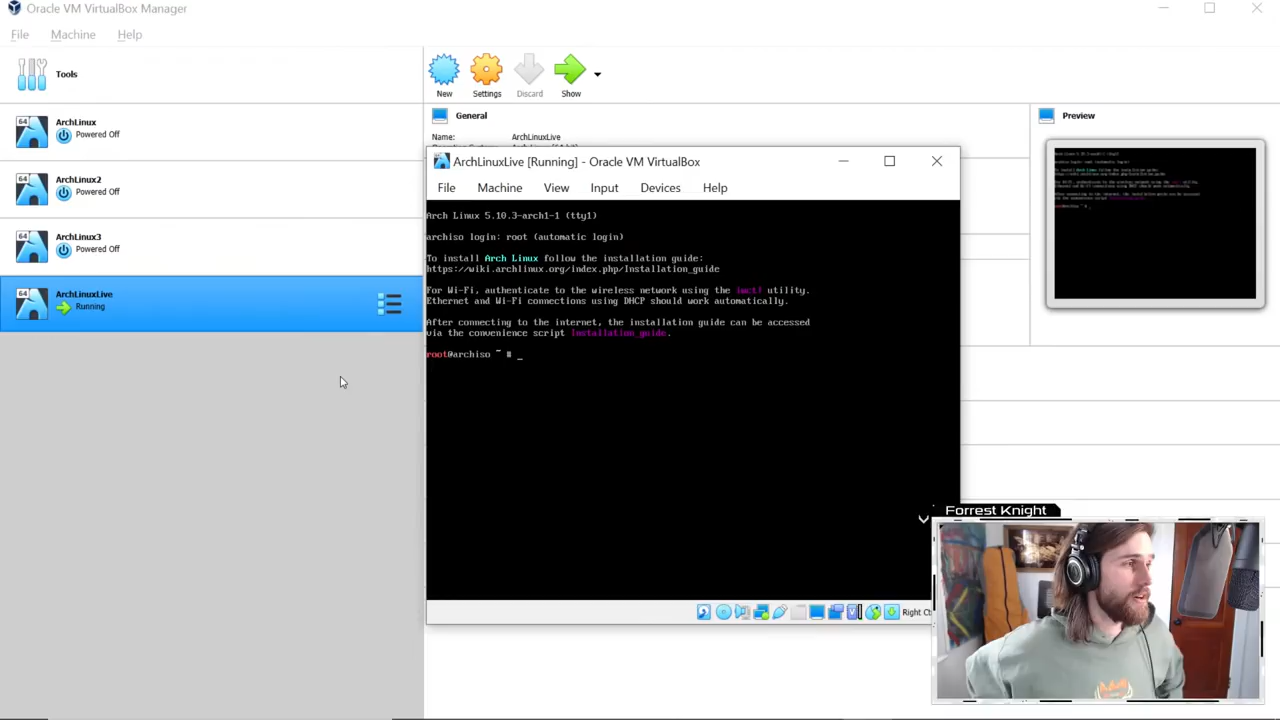 Oracle VM VirtualBox Manager
File Machine Help
Tools
New Settings Discard Show
64 ArchLinux
Powered Off
64 ArchLinux2
Powered Off
64 ArchLinux3
Powered Off
64 ArchLinuxLive
Running
General
Name: ArchLinuxLive
Preview
ArchLinuxLive [Running] - Oracle VM VirtualBox
File Machine View Input Devices Help
Arch Linux 5.10.3-arch1-1 (tty1)
archiso login: root (automatic login)
To install Arch Linux follow the installation guide:
https://wiki.archlinux.org/index.php/Installation_guide
For Wi-Fi, authenticate to the wireless network using the iwctl utility.
Ethernet and Wi-Fi connections using DHCP should work automatically.
After connecting to the internet, the installation guide can be accessed
via the convenience script Installation_guide.
root@archiso ~ # _
Right Ct
Forrest Knight